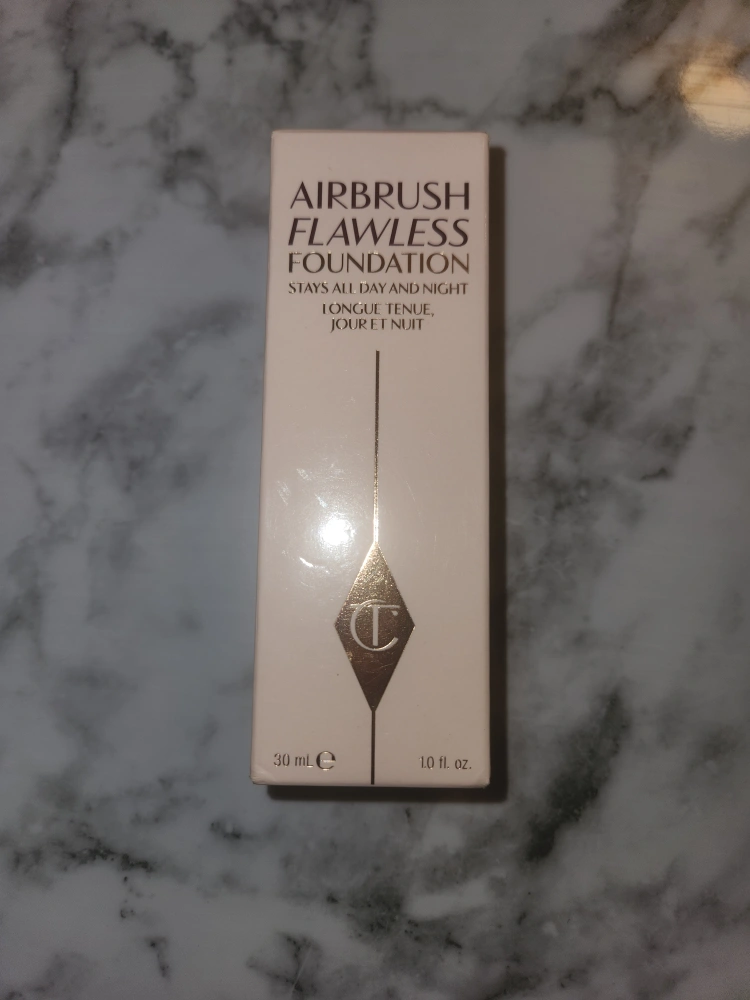 AIRBRUSH
FLAWLESS
FOUNDATION
STAYS ALL DAY AND NIGHT
LONGUE TENUE,
JOUR ET NUIT
CT
30 mL e 1.0 fl. oz.